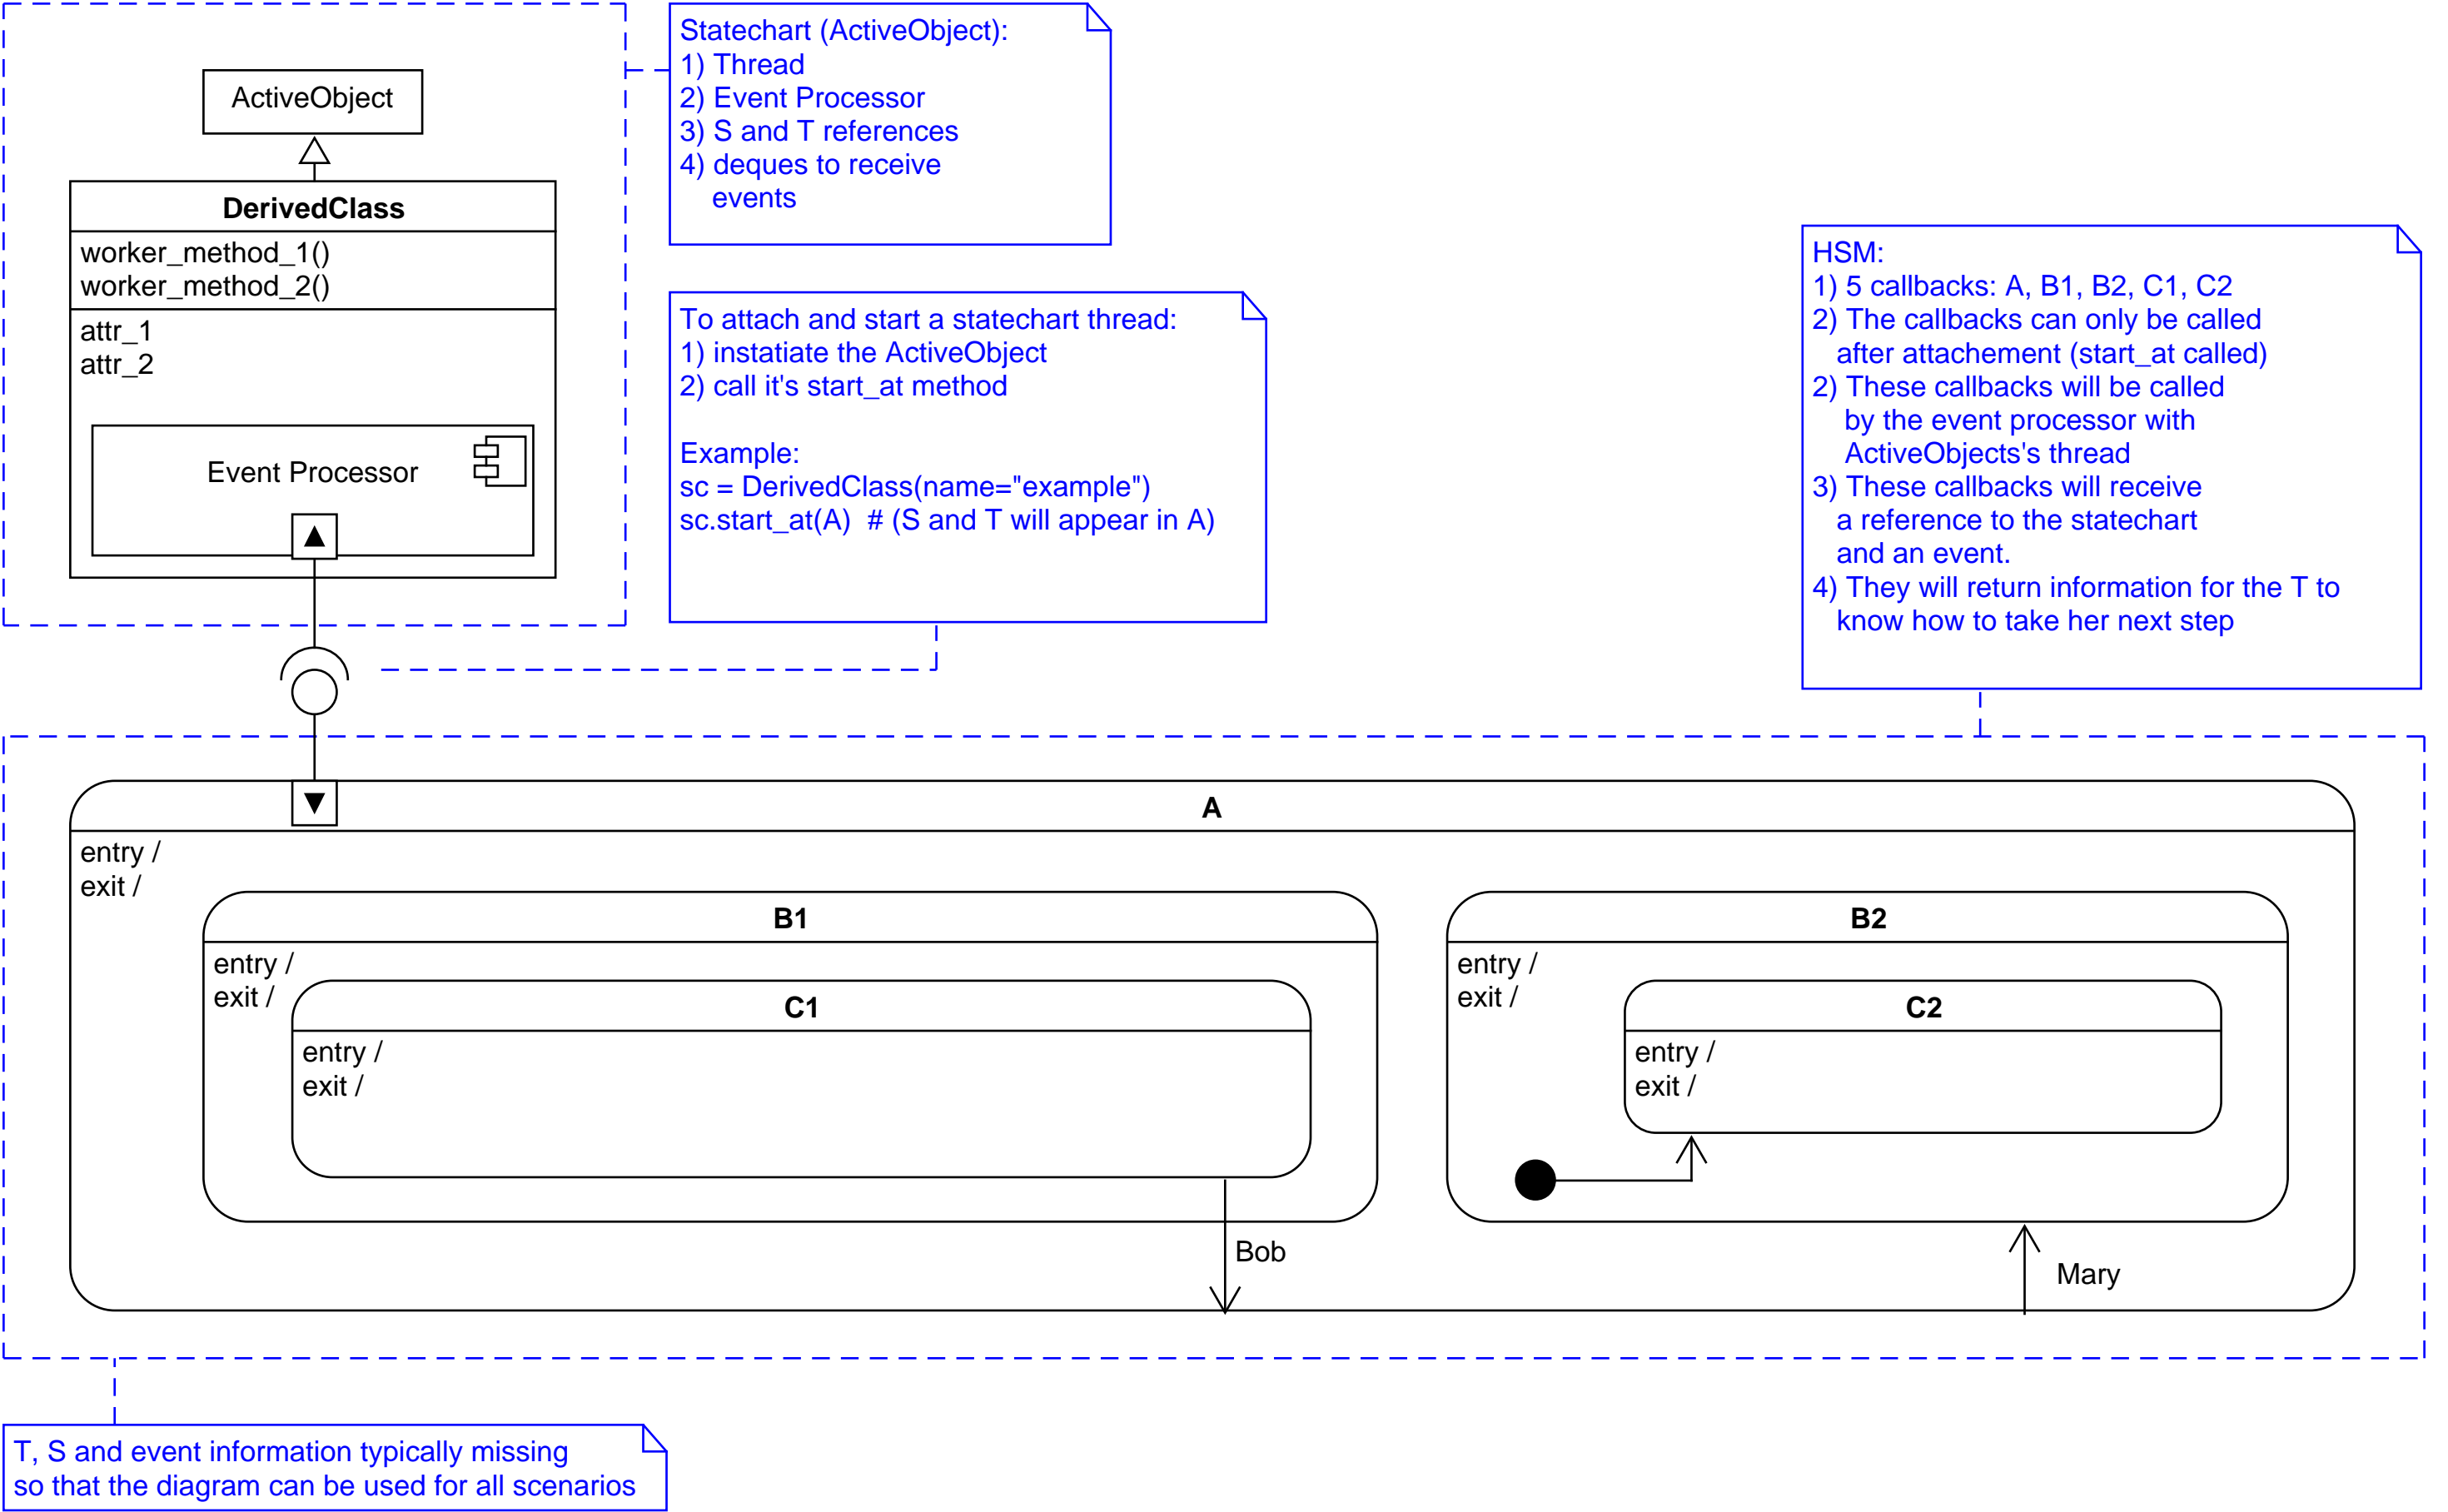 Statechart (ActiveObject):
1) Thread
2) Event Processor
3) S and T references
4) deques to receive
events
ActiveObject
DerivedClass
worker_method_1()
worker_method_2()
attr_1
attr_2
Event Processor
To attach and start a statechart thread:
1) instatiate the ActiveObject
2) call it's start_at method
Example:
sc = DerivedClass(name="example")
sc.start_at(A)  # (S and T will appear in A)
HSM:
1) 5 callbacks: A, B1, B2, C1, C2
2) The callbacks can only be called
after attachement (start_at called)
2) These callbacks will be called
by the event processor with
ActiveObjects's thread
3) These callbacks will receive
a reference to the statechart
and an event.
4) They will return information for the T to
know how to take her next step
A
entry /
exit /
B1
entry /
exit /
C1
entry /
exit /
B2
entry /
exit /
C2
entry /
exit /
Bob
Mary
T, S and event information typically missing
so that the diagram can be used for all scenarios